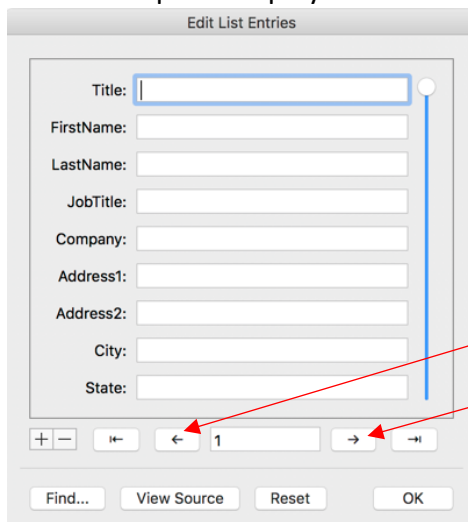 Edit List Entries
Title:
FirstName:
LastName:
JobTitle:
Company:
Address1:
Address2:
City:
State:
+ − 1
Find... View Source Reset OK